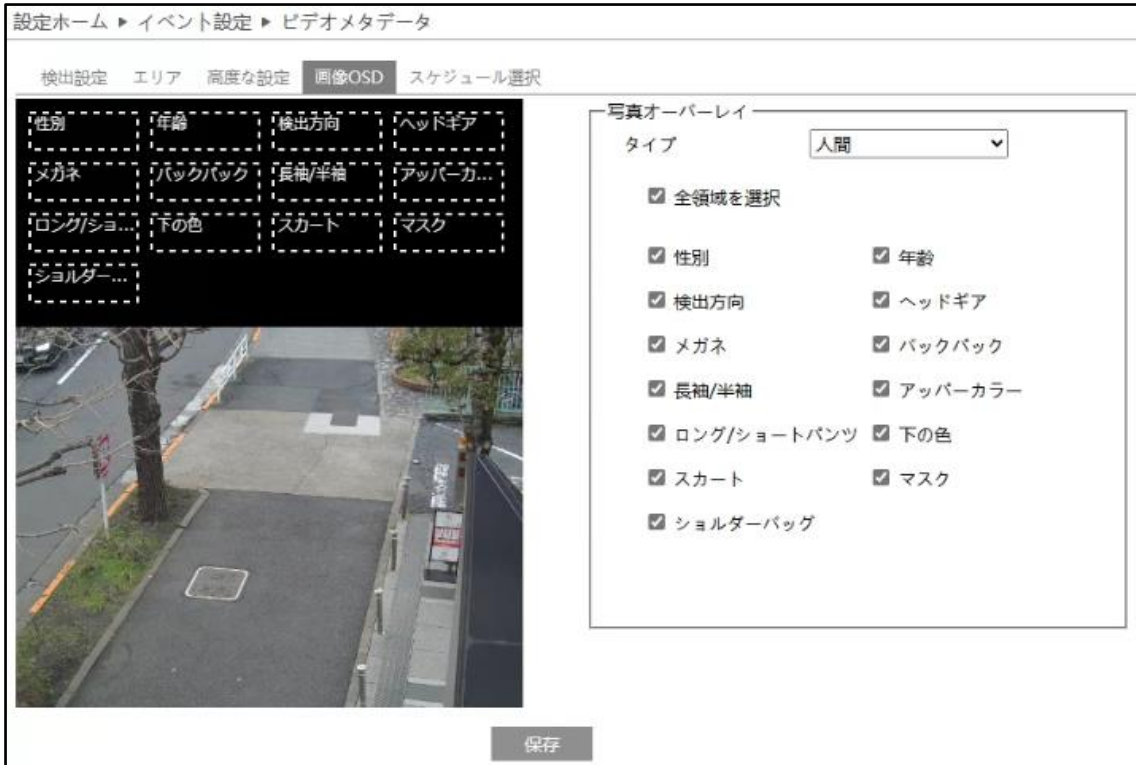 設定ホーム ▶ イベント設定 ▶ ビデオメタデータ
検出設定 エリア 高度な設定 画像OSD スケジュール選択
性別 年齢 検出方向 ヘッドギア
メガネ バックパック 長袖/半袖 アッパーカ...
ロング/ショ... 下の色 スカート マスク
ショルダー...
写真オーバーレイ
タイプ 人間
全領域を選択
性別 年齢
検出方向 ヘッドギア
メガネ バックパック
長袖/半袖 アッパーカラー
ロング/ショートパンツ 下の色
スカート マスク
ショルダーバッグ
保存